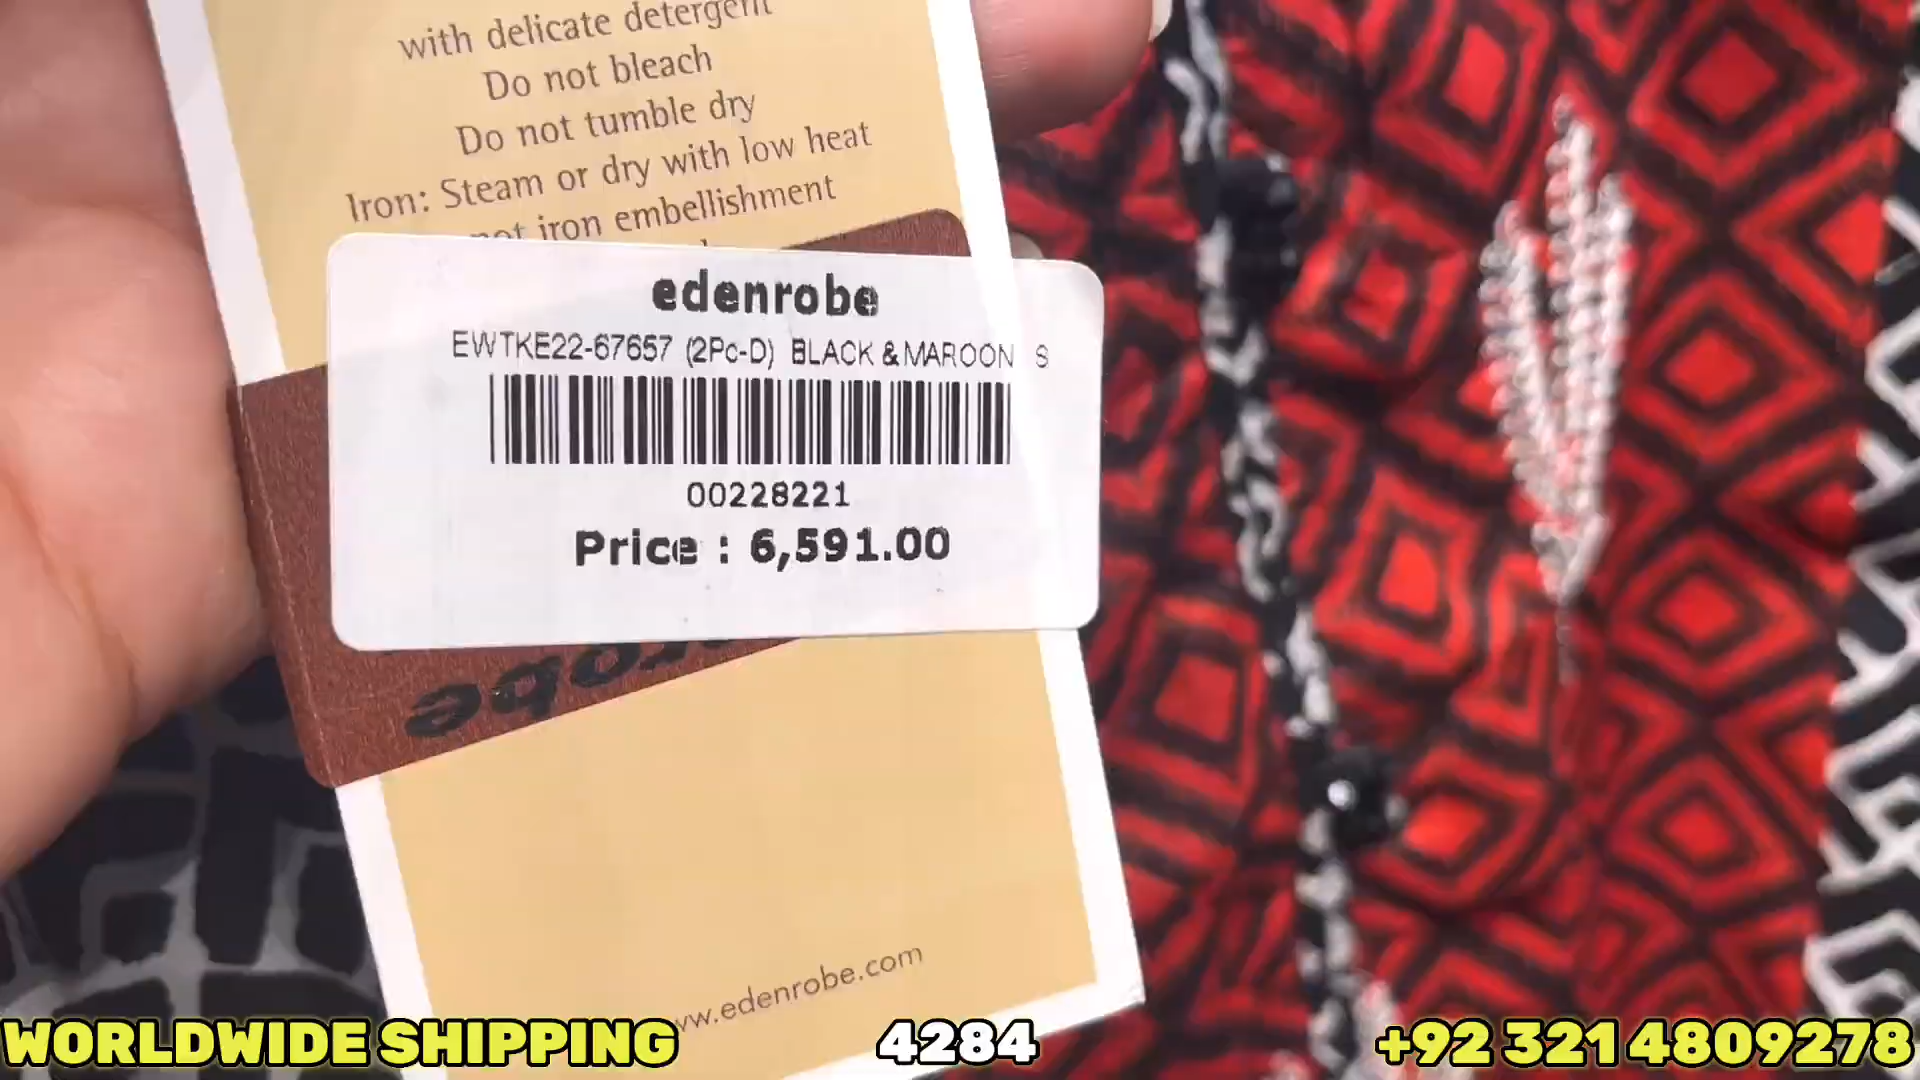 with delicate detergent
Do not bleach
Do not tumble dry
Iron: Steam or dry with low heat
not iron embellishment
edenrobe
EWTKE22-67657 (2Pc-D) BLACK & MAROON S
00228221
Price : 6,591.00
robe
www.edenrobe.com
WORLDWIDE SHIPPING
4284
+92 321 4809278